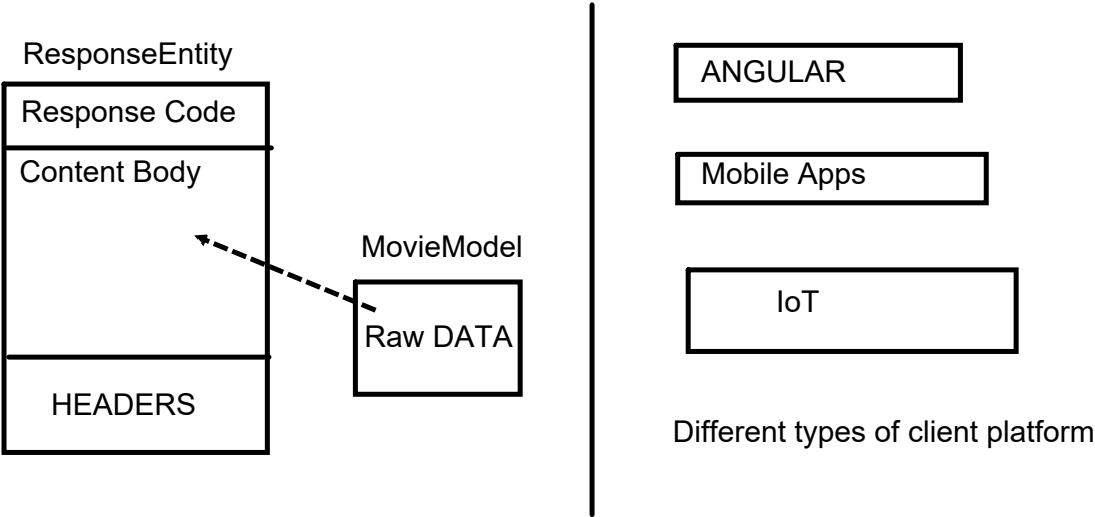 ResponseEntity
Response Code
Content Body
HEADERS
MovieModel
Raw DATA
ANGULAR
Mobile Apps
IoT
Different types of client platform